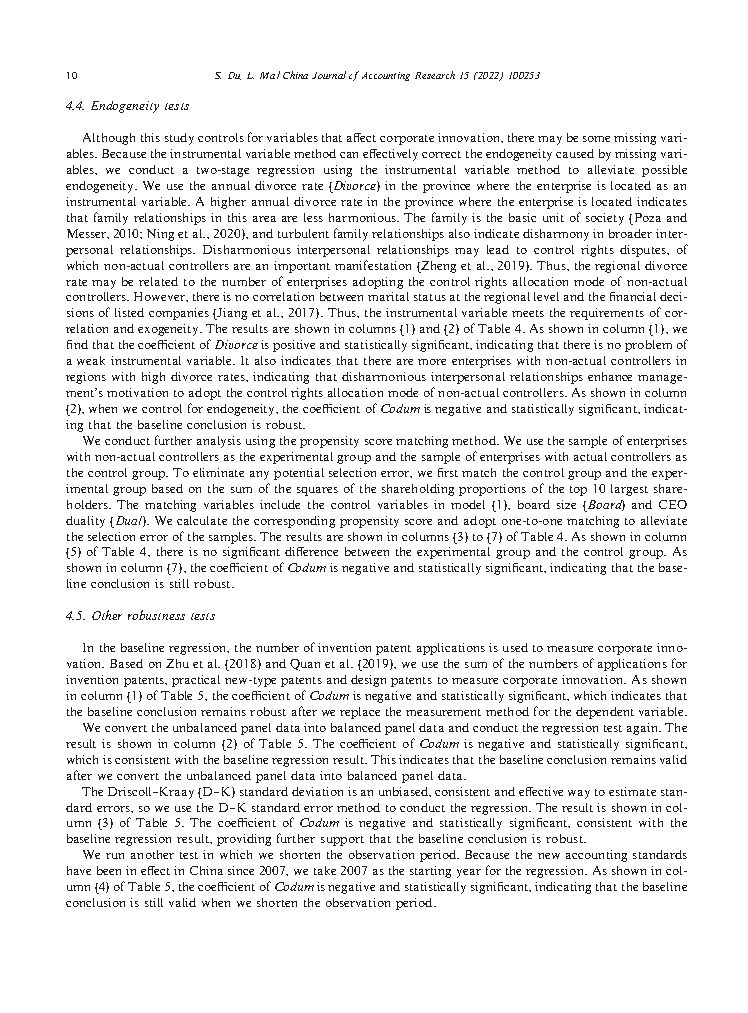 10 S. Du, L. Ma / China Journal of Accounting Research 15 (2022) 100253
4.4. Endogeneity tests
Although this study controls for variables that affect corporate innovation, there may be some missing vari-
ables. Because the instrumental variable method can effectively correct the endogeneity caused by missing vari-
ables, we conduct a two-stage regression using the instrumental variable method to alleviate possible
endogeneity. We use the annual divorce rate (Divorce) in the province where the enterprise is located as an
instrumental variable. A higher annual divorce rate in the province where the enterprise is located indicates
that family relationships in this area are less harmonious. The family is the basic unit of society (Poza and
Messer, 2010; Ning et al., 2020), and turbulent family relationships also indicate disharmony in broader inter-
personal relationships. Disharmonious interpersonal relationships may lead to control rights disputes, of
which non-actual controllers are an important manifestation (Zheng et al., 2019). Thus, the regional divorce
rate may be related to the number of enterprises adopting the control rights allocation mode of non-actual
controllers. However, there is no correlation between marital status at the regional level and the financial deci-
sions of listed companies (Jiang et al., 2017). Thus, the instrumental variable meets the requirements of cor-
relation and exogeneity. The results are shown in columns (1) and (2) of Table 4. As shown in column (1), we
find that the coefficient of Divorce is positive and statistically significant, indicating that there is no problem of
a weak instrumental variable. It also indicates that there are more enterprises with non-actual controllers in
regions with high divorce rates, indicating that disharmonious interpersonal relationships enhance manage-
ment's motivation to adopt the control rights allocation mode of non-actual controllers. As shown in column
(2), when we control for endogeneity, the coefficient of Codum is negative and statistically significant, indicat-
ing that the baseline conclusion is robust.
We conduct further analysis using the propensity score matching method. We use the sample of enterprises
with non-actual controllers as the experimental group and the sample of enterprises with actual controllers as
the control group. To eliminate any potential selection error, we first match the control group and the exper-
imental group based on the sum of the squares of the shareholding proportions of the top 10 largest share-
holders. The matching variables include the control variables in model (1), board size (Board) and CEO
duality (Dual). We calculate the corresponding propensity score and adopt one-to-one matching to alleviate
the selection error of the samples. The results are shown in columns (3) to (7) of Table 4. As shown in column
(5) of Table 4, there is no significant difference between the experimental group and the control group. As
shown in column (7), the coefficient of Codum is negative and statistically significant, indicating that the base-
line conclusion is still robust.
4.5. Other robustness tests
In the baseline regression, the number of invention patent applications is used to measure corporate inno-
vation. Based on Zhu et al. (2018) and Quan et al. (2019), we use the sum of the numbers of applications for
invention patents, practical new-type patents and design patents to measure corporate innovation. As shown
in column (1) of Table 5, the coefficient of Codum is negative and statistically significant, which indicates that
the baseline conclusion remains robust after we replace the measurement method for the dependent variable.
We convert the unbalanced panel data into balanced panel data and conduct the regression test again. The
result is shown in column (2) of Table 5. The coefficient of Codum is negative and statistically significant,
which is consistent with the baseline regression result. This indicates that the baseline conclusion remains valid
after we convert the unbalanced panel data into balanced panel data.
The Driscoll–Kraay (D–K) standard deviation is an unbiased, consistent and effective way to estimate stan-
dard errors, so we use the D–K standard error method to conduct the regression. The result is shown in col-
umn (3) of Table 5. The coefficient of Codum is negative and statistically significant, consistent with the
baseline regression result, providing further support that the baseline conclusion is robust.
We run another test in which we shorten the observation period. Because the new accounting standards
have been in effect in China since 2007, we take 2007 as the starting year for the regression. As shown in col-
umn (4) of Table 5, the coefficient of Codum is negative and statistically significant, indicating that the baseline
conclusion is still valid when we shorten the observation period.